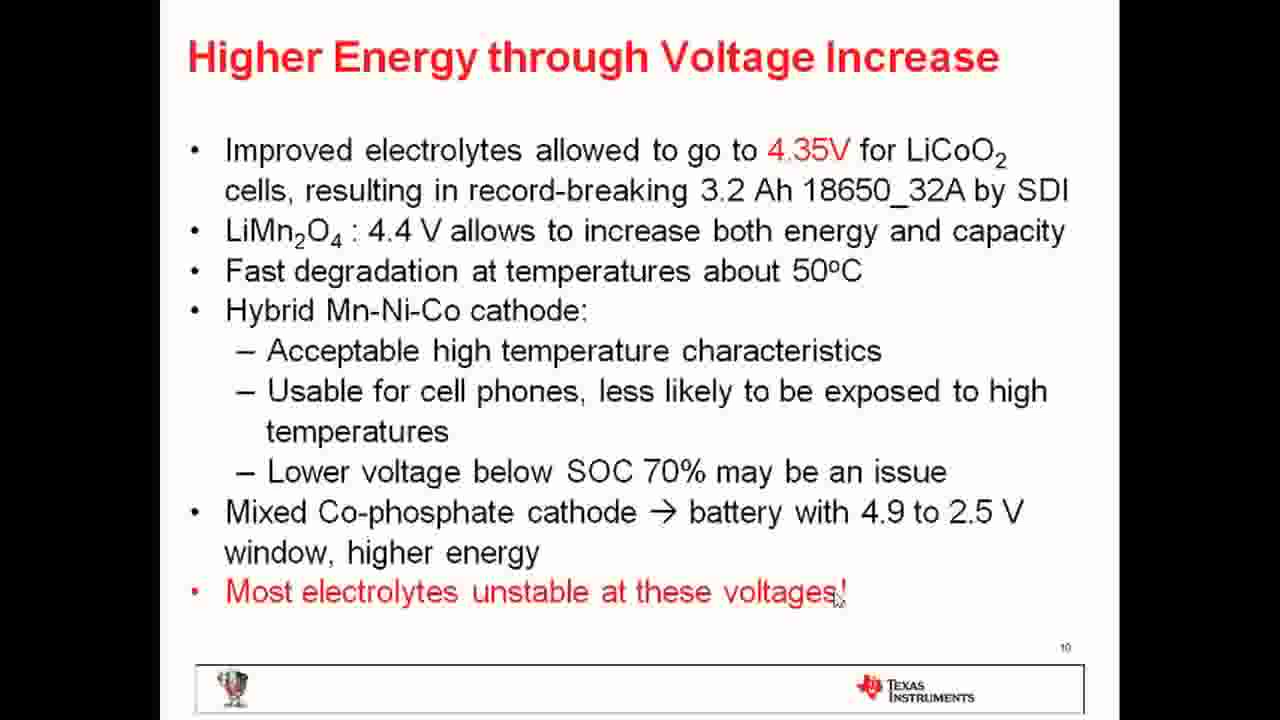 Higher Energy through Voltage Increase
• Improved electrolytes allowed to go to 4.35V for LiCoO₂
cells, resulting in record-breaking 3.2 Ah 18650_32A by SDI
• LiMn₂O₄ : 4.4 V allows to increase both energy and capacity
• Fast degradation at temperatures about 50ºC
• Hybrid Mn-Ni-Co cathode:
– Acceptable high temperature characteristics
– Usable for cell phones, less likely to be exposed to high
temperatures
– Lower voltage below SOC 70% may be an issue
• Mixed Co-phosphate cathode → battery with 4.9 to 2.5 V
window, higher energy
• Most electrolytes unstable at these voltages!
10
TEXAS
INSTRUMENTS